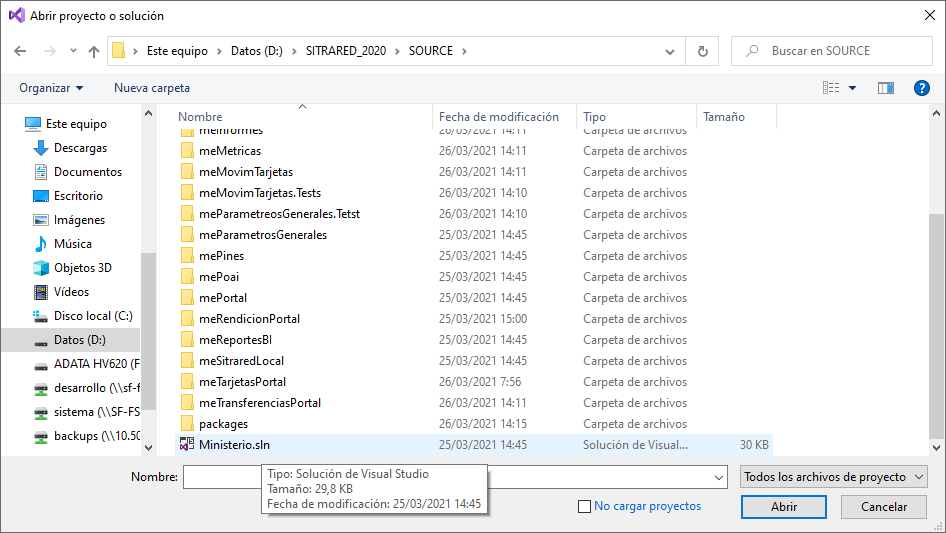 Abrir proyecto o solución
Este equipo > Datos (D:) > SITRARED_2020 > SOURCE >
Buscar en SOURCE
Organizar
Nueva carpeta
Este equipo
Descargas
Documentos
Escritorio
Imágenes
Música
Objetos 3D
Vídeos
Disco local (C:)
Datos (D:)
ADATA HV620 (F
desarrollo (\\sf-f
sistema (\\SF-FS
backups (\\10.50
Nombre Fecha de modificación Tipo Tamaño
meInformes 26/03/2021 14:11 Carpeta de archivos
meMetricas 26/03/2021 14:11 Carpeta de archivos
meMovimTarjetas 26/03/2021 14:11 Carpeta de archivos
meMovimTarjetas.Tests 26/03/2021 14:10 Carpeta de archivos
meParametreosGenerales.Tetst 26/03/2021 14:10 Carpeta de archivos
meParametrosGenerales 25/03/2021 14:45 Carpeta de archivos
mePines 25/03/2021 14:45 Carpeta de archivos
mePoai 25/03/2021 14:45 Carpeta de archivos
mePortal 25/03/2021 14:45 Carpeta de archivos
meRendicionPortal 25/03/2021 15:00 Carpeta de archivos
meReportesBI 25/03/2021 14:45 Carpeta de archivos
meSitraredLocal 25/03/2021 14:45 Carpeta de archivos
meTarjetasPortal 26/03/2021 7:56 Carpeta de archivos
meTransferenciasPortal 26/03/2021 14:11 Carpeta de archivos
packages 26/03/2021 14:15 Carpeta de archivos
Ministerio.sln 25/03/2021 14:45 Solución de Visual... 30 KB
Nombre:
Todos los archivos de proyecto
Tipo: Solución de Visual Studio
Tamaño: 29,8 KB
Fecha de modificación: 25/03/2021 14:45
No cargar proyectos
Abrir
Cancelar